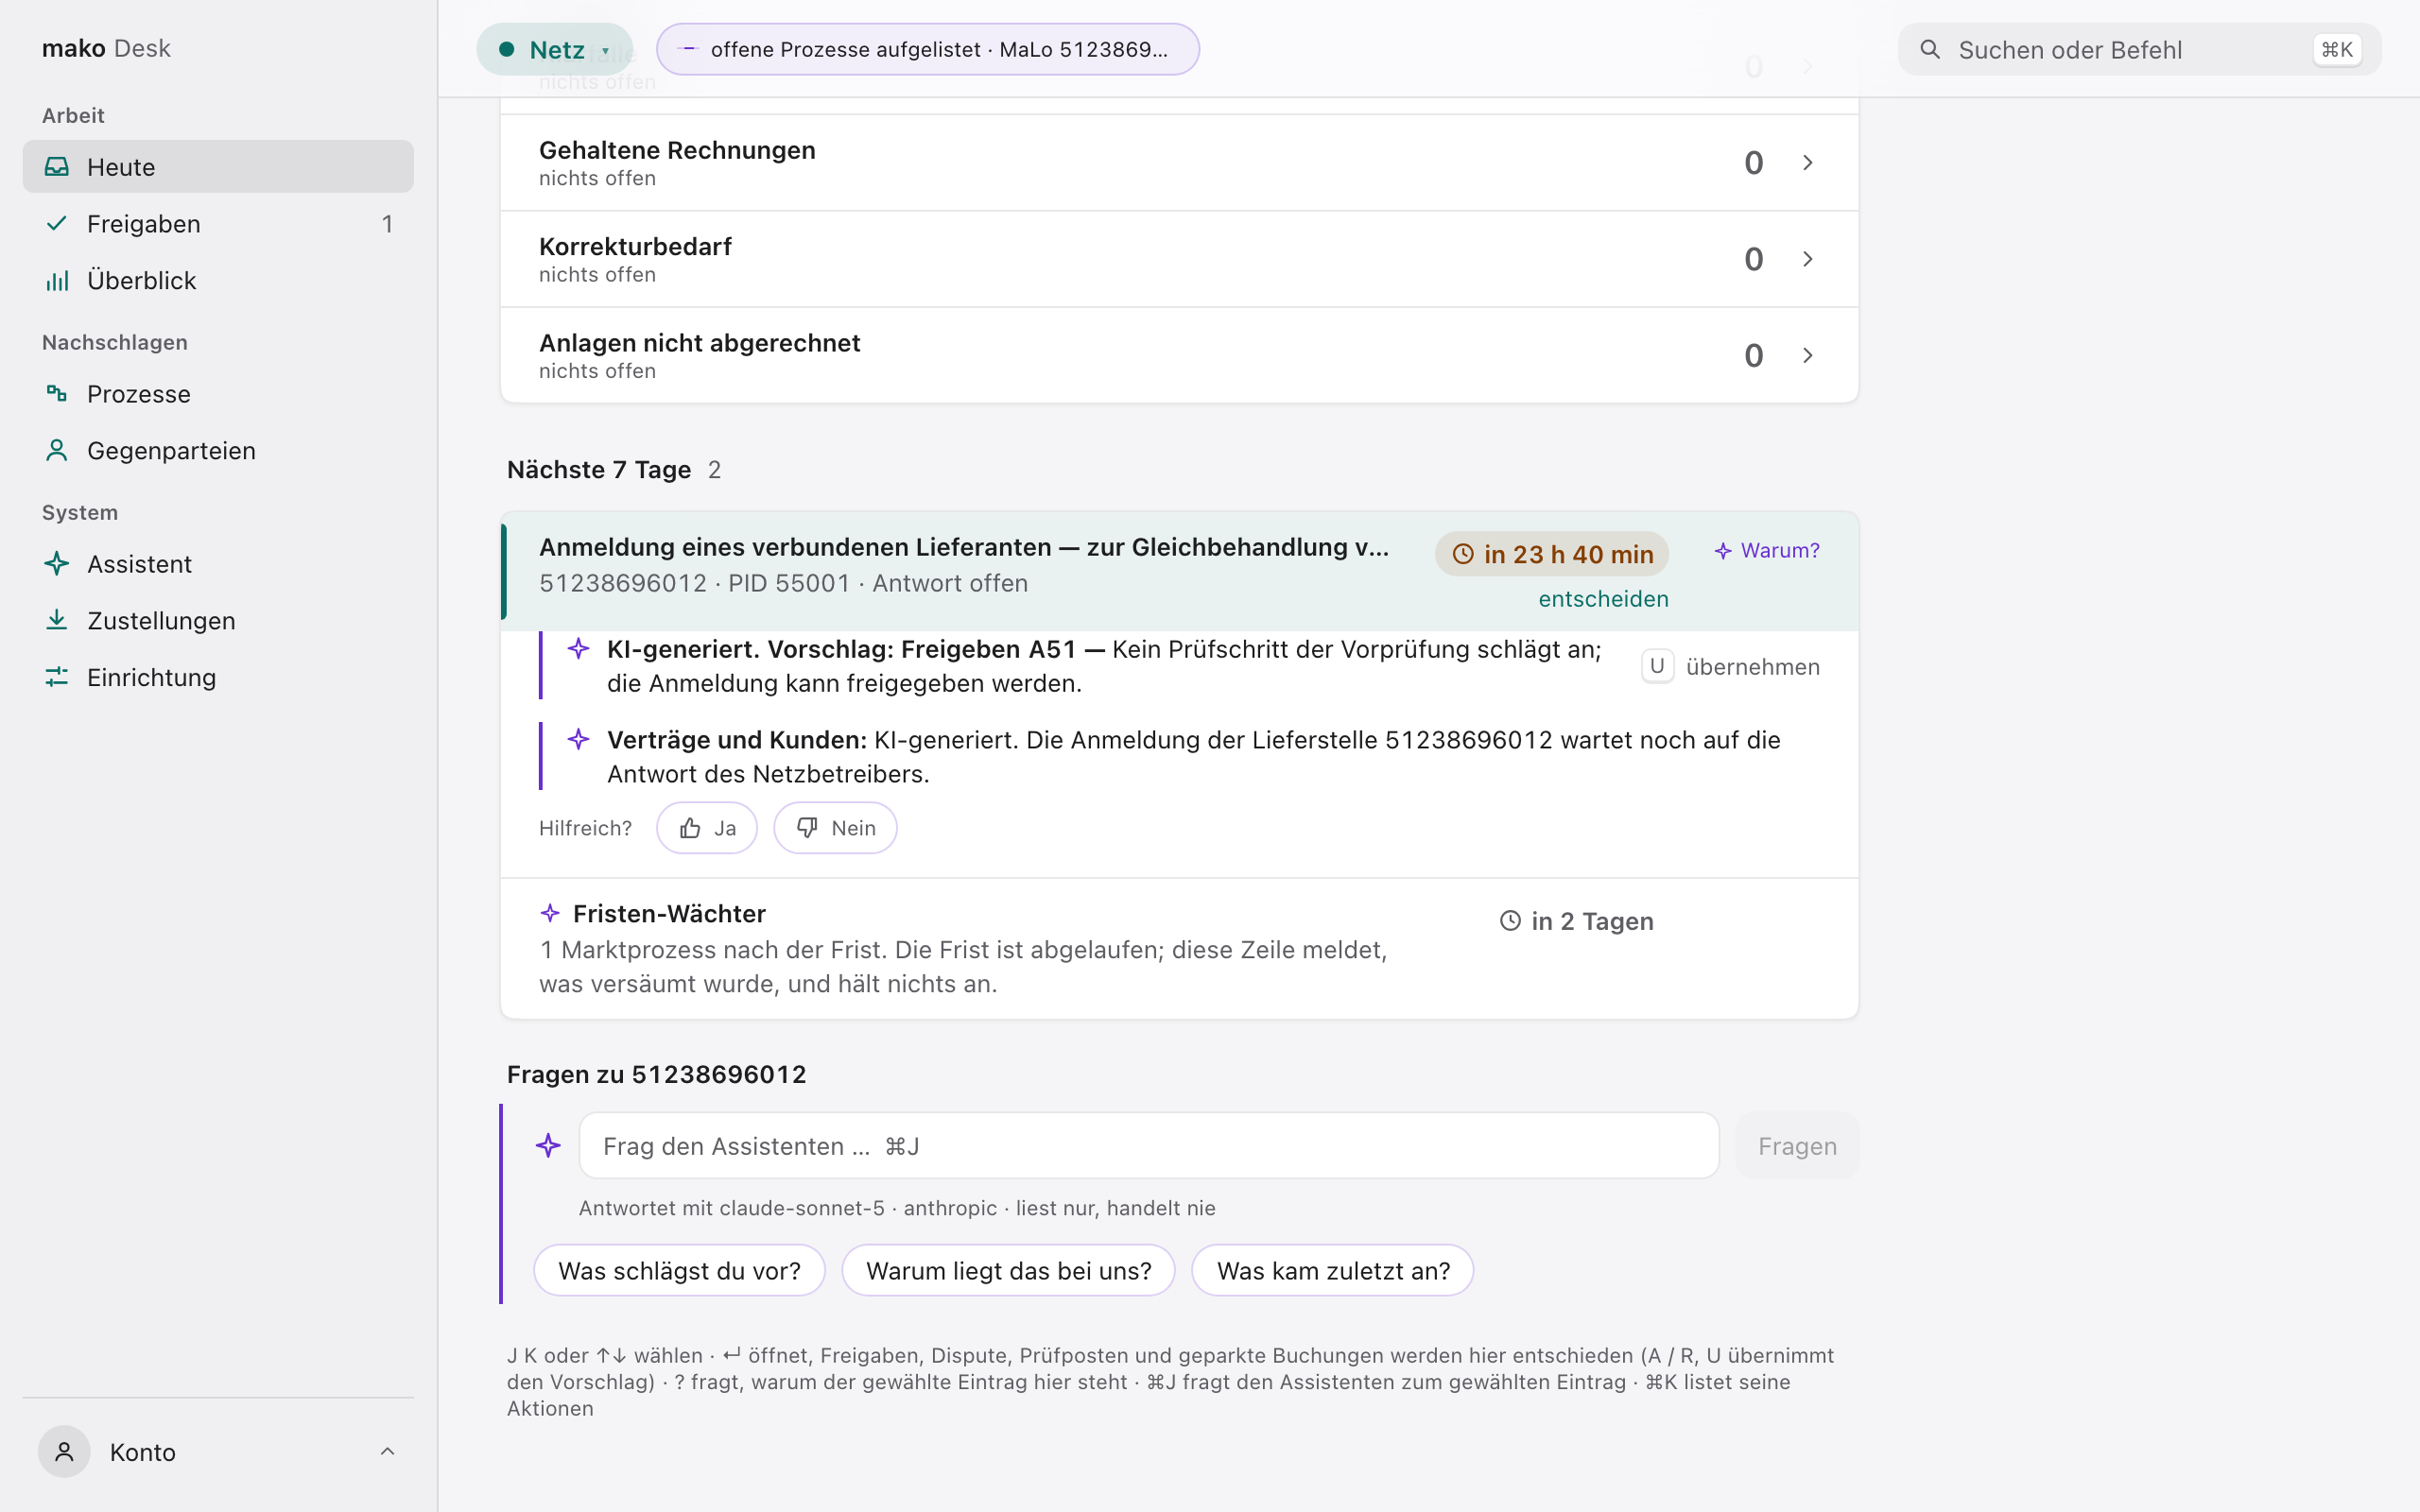 mako Desk
Arbeit
Heute
Freigaben 1
Überblick
Nachschlagen
Prozesse
Gegenparteien
System
Assistent
Zustellungen
Einrichtung
Konto
Netz
offene Prozesse aufgelistet · MaLo 5123869…
Suchen oder Befehl ⌘K
nichts offen
0
Gehaltene Rechnungen
nichts offen
0
Korrekturbedarf
nichts offen
0
Anlagen nicht abgerechnet
nichts offen
0
Nächste 7 Tage 2
Anmeldung eines verbundenen Lieferanten — zur Gleichbehandlung v…
51238696012 · PID 55001 · Antwort offen
in 23 h 40 min
entscheiden
Warum?
KI-generiert. Vorschlag: Freigeben A51 — Kein Prüfschritt der Vorprüfung schlägt an;
die Anmeldung kann freigegeben werden.
U übernehmen
Verträge und Kunden: KI-generiert. Die Anmeldung der Lieferstelle 51238696012 wartet noch auf die
Antwort des Netzbetreibers.
Hilfreich? Ja Nein
Fristen-Wächter
in 2 Tagen
1 Marktprozess nach der Frist. Die Frist ist abgelaufen; diese Zeile meldet,
was versäumt wurde, und hält nichts an.
Fragen zu 51238696012
Frag den Assistenten … ⌘J
Fragen
Antwortet mit claude-sonnet-5 · anthropic · liest nur, handelt nie
Was schlägst du vor? Warum liegt das bei uns? Was kam zuletzt an?
J K oder ↑↓ wählen · ↵ öffnet, Freigaben, Dispute, Prüfposten und geparkte Buchungen werden hier entschieden (A / R, U übernimmt
den Vorschlag) · ? fragt, warum der gewählte Eintrag hier steht · ⌘J fragt den Assistenten zum gewählten Eintrag · ⌘K listet seine
Aktionen